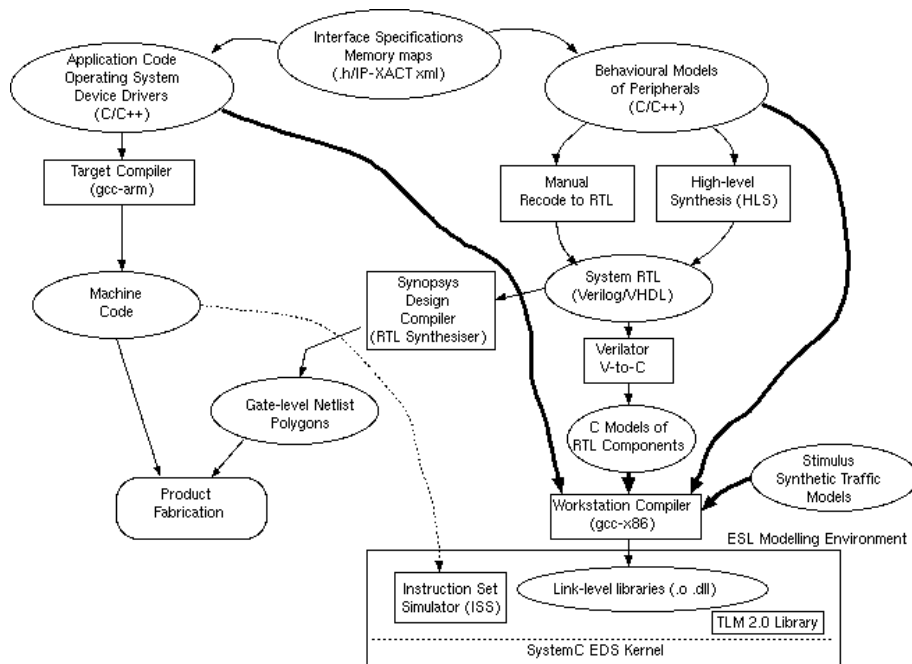 Interface Specifications
Memory maps
(.h/IP-XACT xml)
Application Code
Operating System
Device Drivers
(C/C++)
Behavioural Models
of Peripherals
(C/C++)
Target Compiler
(gcc-arm)
Manual
Recode to RTL
High-level
Synthesis (HLS)
Machine
Code
Synopsys
Design
Compiler
(RTL Synthesiser)
System RTL
(Verilog/VHDL)
Verilator
V-to-C
Gate-level Netlist
Polygons
C Models of
RTL Components
Stimulus
Synthetic Traffic
Models
Product
Fabrication
Workstation Compiler
(gcc-x86)
ESL Modelling Environment
Instruction Set
Simulator (ISS)
Link-level libraries (.o .dll)
TLM 2.0 Library
SystemC EDS Kernel